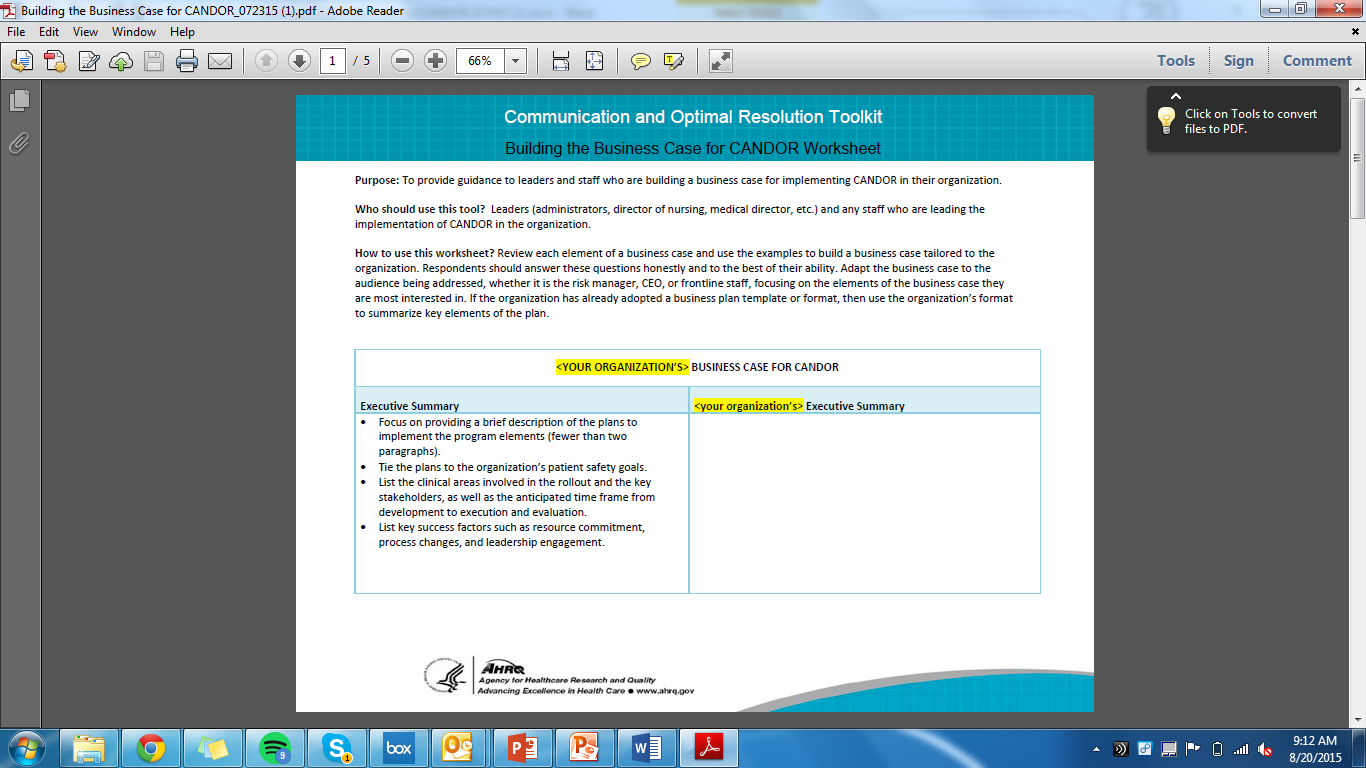 Building the Business Case for CANDOR_072315 (1).pdf - Adobe Reader
File Edit View Window Help
1 / 5 66% Tools Sign Comment
Click on Tools to convert
files to PDF.
Communication and Optimal Resolution Toolkit
Building the Business Case for CANDOR Worksheet
Purpose: To provide guidance to leaders and staff who are building a business case for implementing CANDOR in their organization.
Who should use this tool? Leaders (administrators, director of nursing, medical director, etc.) and any staff who are leading the
implementation of CANDOR in the organization.
How to use this worksheet? Review each element of a business case and use the examples to build a business case tailored to the
organization. Respondents should answer these questions honestly and to the best of their ability. Adapt the business case to the
audience being addressed, whether it is the risk manager, CEO, or frontline staff, focusing on the elements of the business case they
are most interested in. If the organization has already adopted a business plan template or format, then use the organization's format
to summarize key elements of the plan.
<YOUR ORGANIZATION'S> BUSINESS CASE FOR CANDOR
Executive Summary
• Focus on providing a brief description of the plans to
implement the program elements (fewer than two
paragraphs).
• Tie the plans to the organization's patient safety goals.
• List the clinical areas involved in the rollout and the key
stakeholders, as well as the anticipated time frame from
development to execution and evaluation.
• List key success factors such as resource commitment,
process changes, and leadership engagement.
<your organization's> Executive Summary
AHRQ
Agency for Healthcare Research and Quality
Advancing Excellence in Health Care ● www.ahrq.gov
9
1
box
9:12 AM
8/20/2015